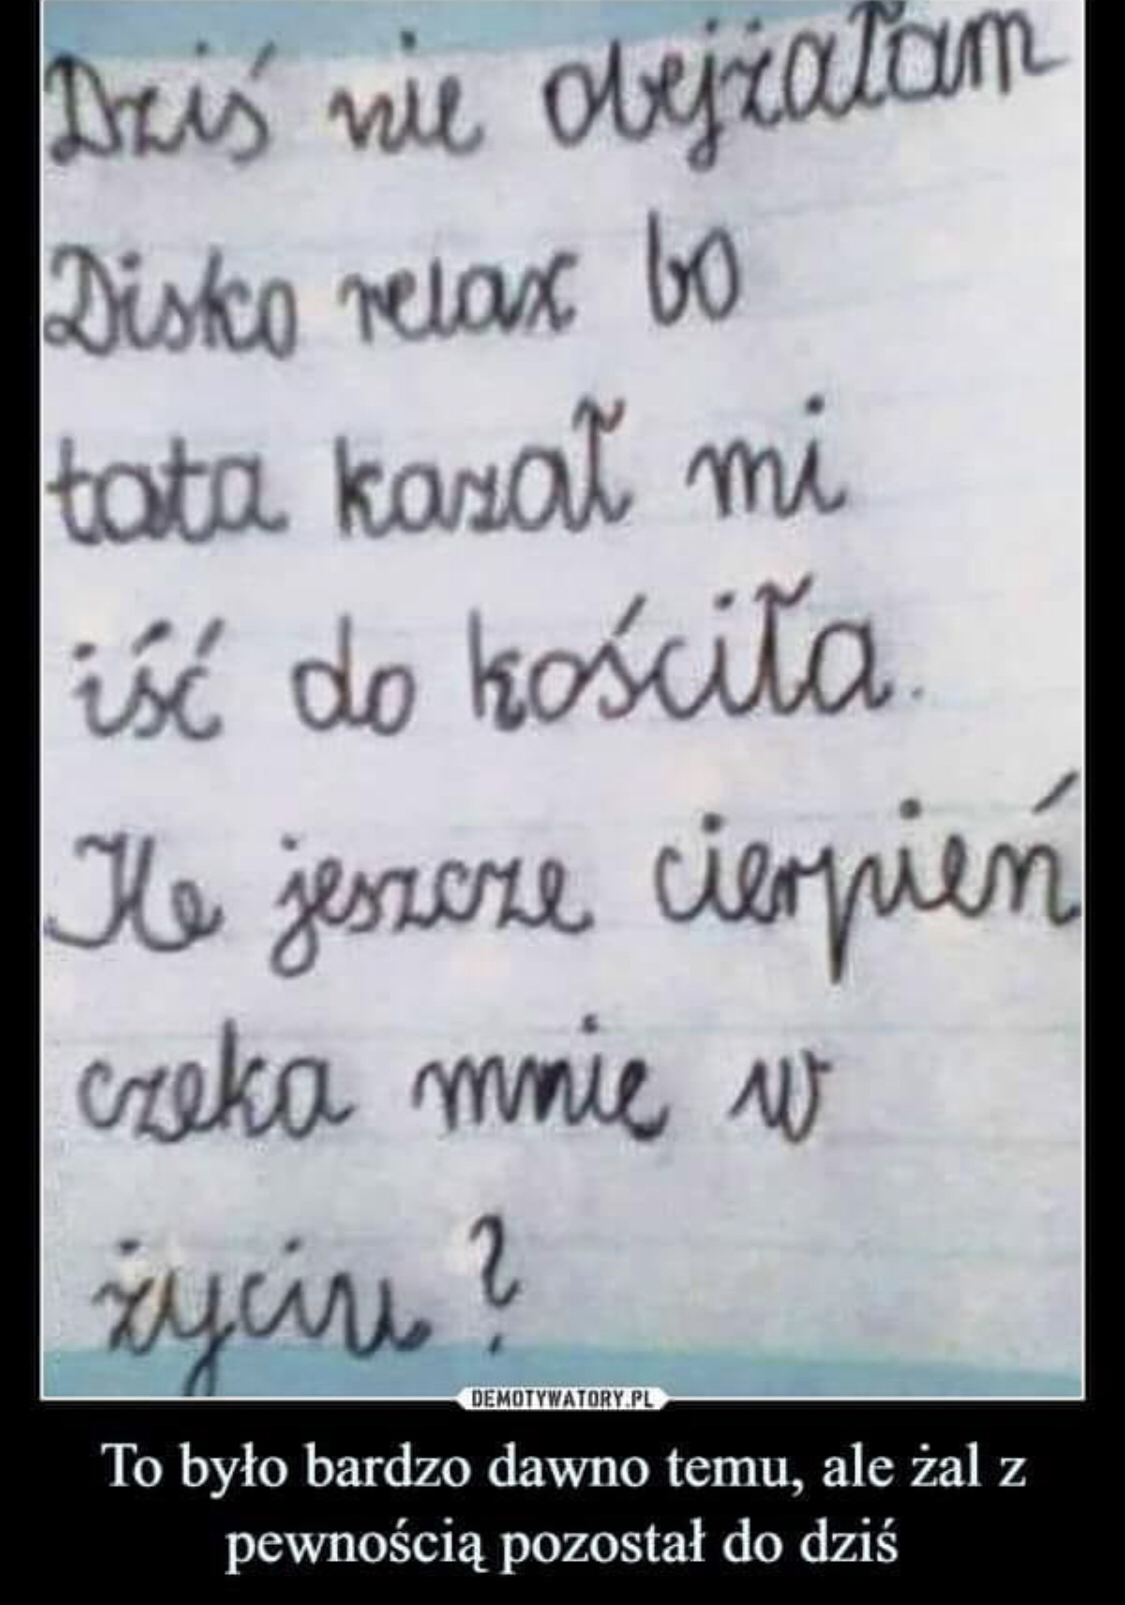 Dziś nie obejżałam
Disko relax bo
tata kazał mi
iść do kościła.
Ile jeszcze cierpień
czeka mnie w
życiu?
DEMOTYWATORY.PL
To było bardzo dawno temu, ale żal z
pewnością pozostał do dziś